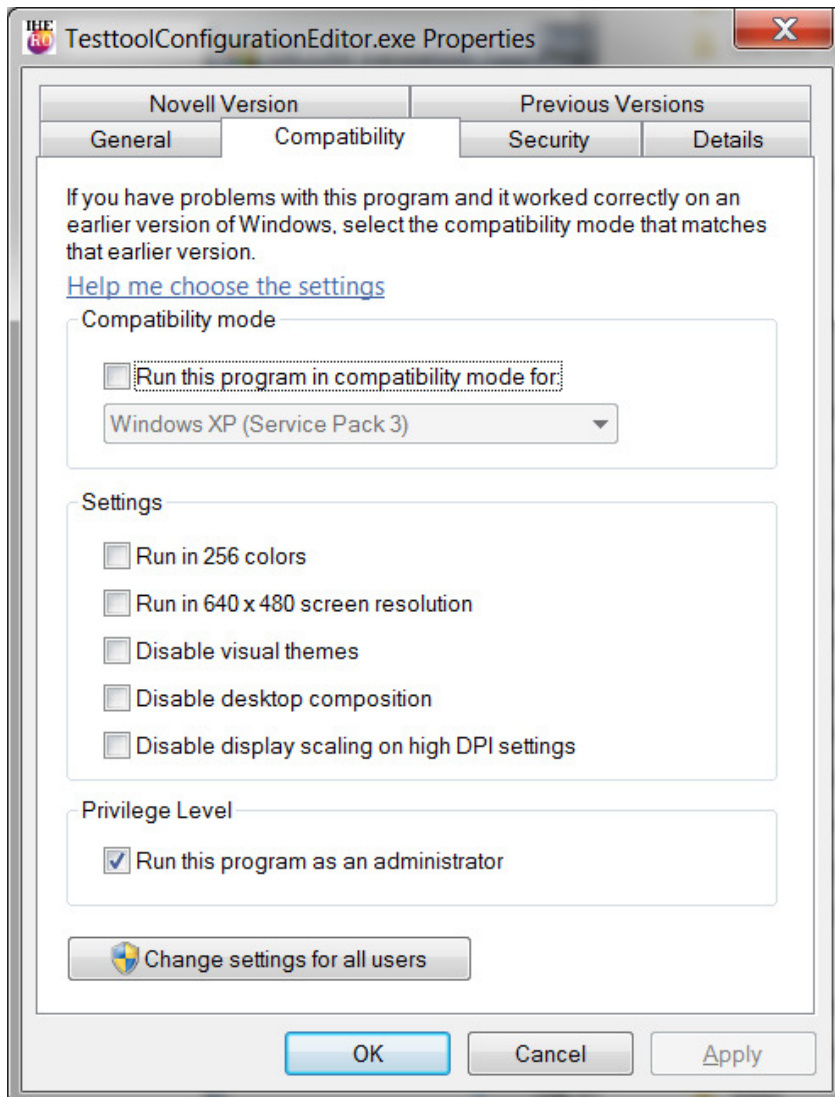 IHE
RO
TesttoolConfigurationEditor.exe Properties
Novell Version
Previous Versions
General
Compatibility
Security
Details
If you have problems with this program and it worked correctly on an
earlier version of Windows, select the compatibility mode that matches
that earlier version.
Help me choose the settings
Compatibility mode
Run this program in compatibility mode for:
Windows XP (Service Pack 3)
Settings
Run in 256 colors
Run in 640 x 480 screen resolution
Disable visual themes
Disable desktop composition
Disable display scaling on high DPI settings
Privilege Level
Run this program as an administrator
Change settings for all users
OK
Cancel
Apply